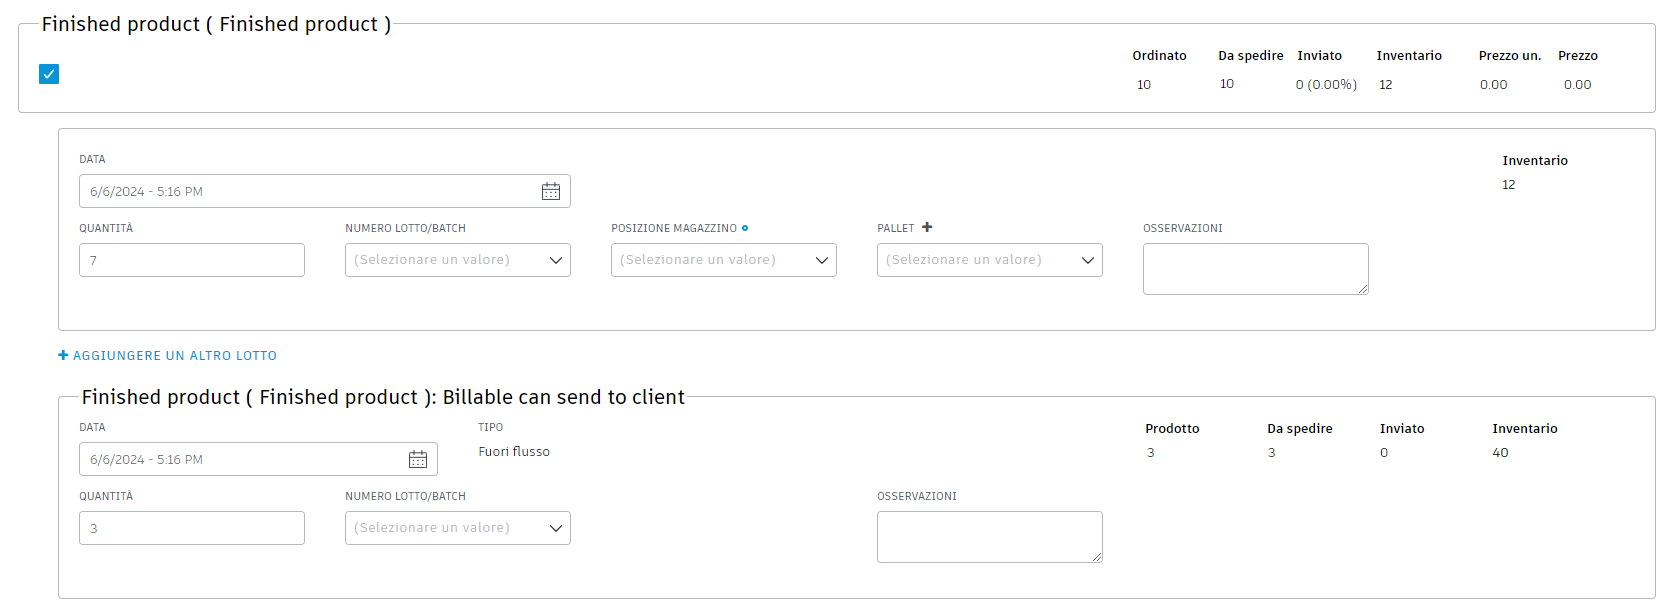 Finished product ( Finished product )
Ordinato Da spedire Inviato Inventario Prezzo un. Prezzo
10 10 0 (0.00%) 12 0.00 0.00
DATA Inventario
6/6/2024 - 5:16 PM 12
QUANTITÀ NUMERO LOTTO/BATCH POSIZIONE MAGAZZINO PALLET OSSERVAZIONI
7 (Selezionare un valore) (Selezionare un valore) (Selezionare un valore)
AGGIUNGERE UN ALTRO LOTTO
Finished product ( Finished product ): Billable can send to client
DATA TIPO Prodotto Da spedire Inviato Inventario
6/6/2024 - 5:16 PM Fuori flusso 3 3 0 40
QUANTITÀ NUMERO LOTTO/BATCH OSSERVAZIONI
3 (Selezionare un valore)